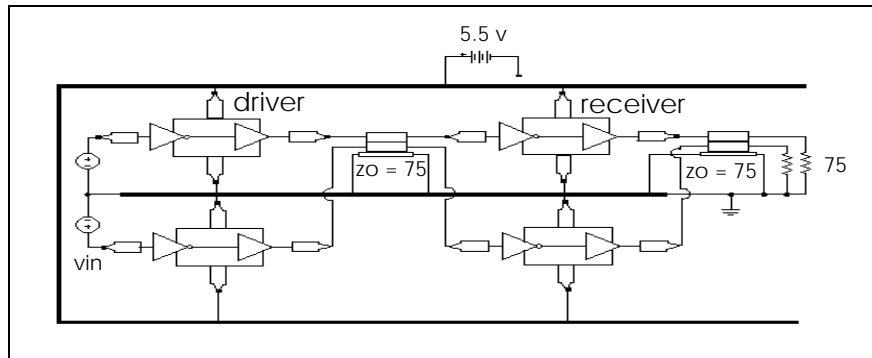 5.5 v
driver
receiver
zo = 75
zo = 75
75
vin